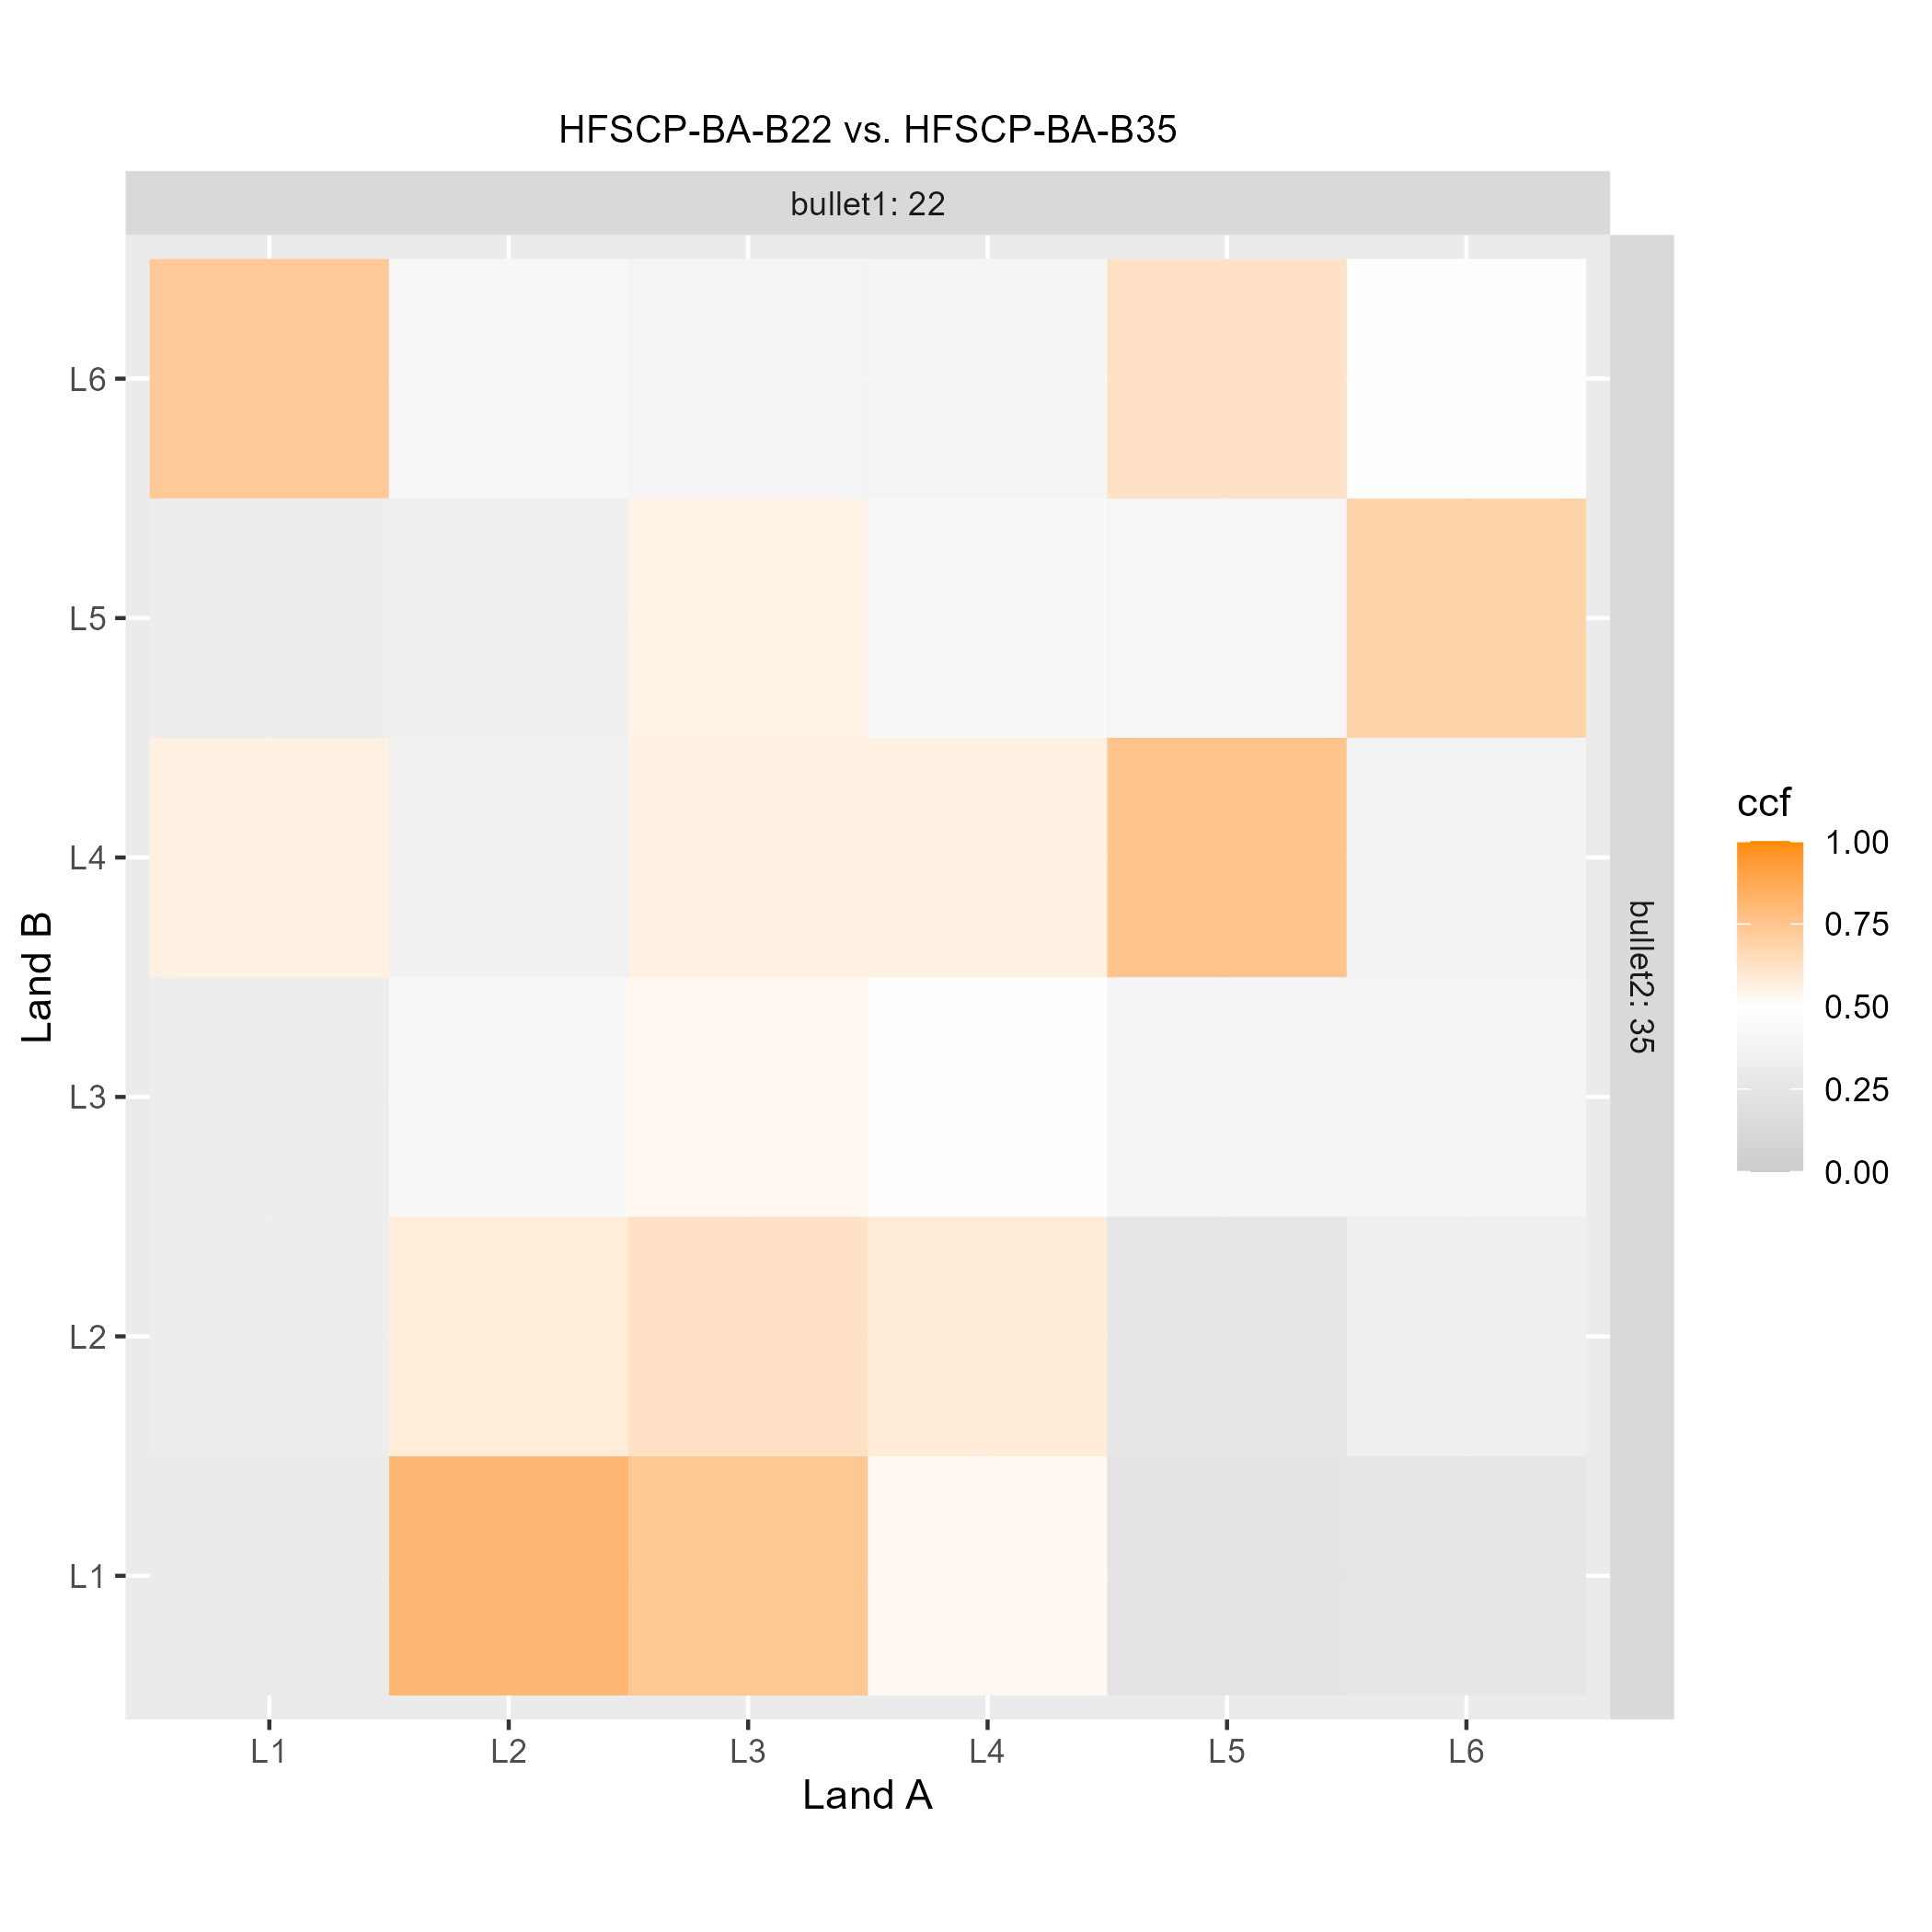 HFSCP-BA-B22 vs. HFSCP-BA-B35
bullet1: 22
L6
L5
L4
L3
L2
L1
Land B
bullet2: 35
L1 L2 L3 L4 L5 L6
Land A
ccf
1.00
0.75
0.50
0.25
0.00